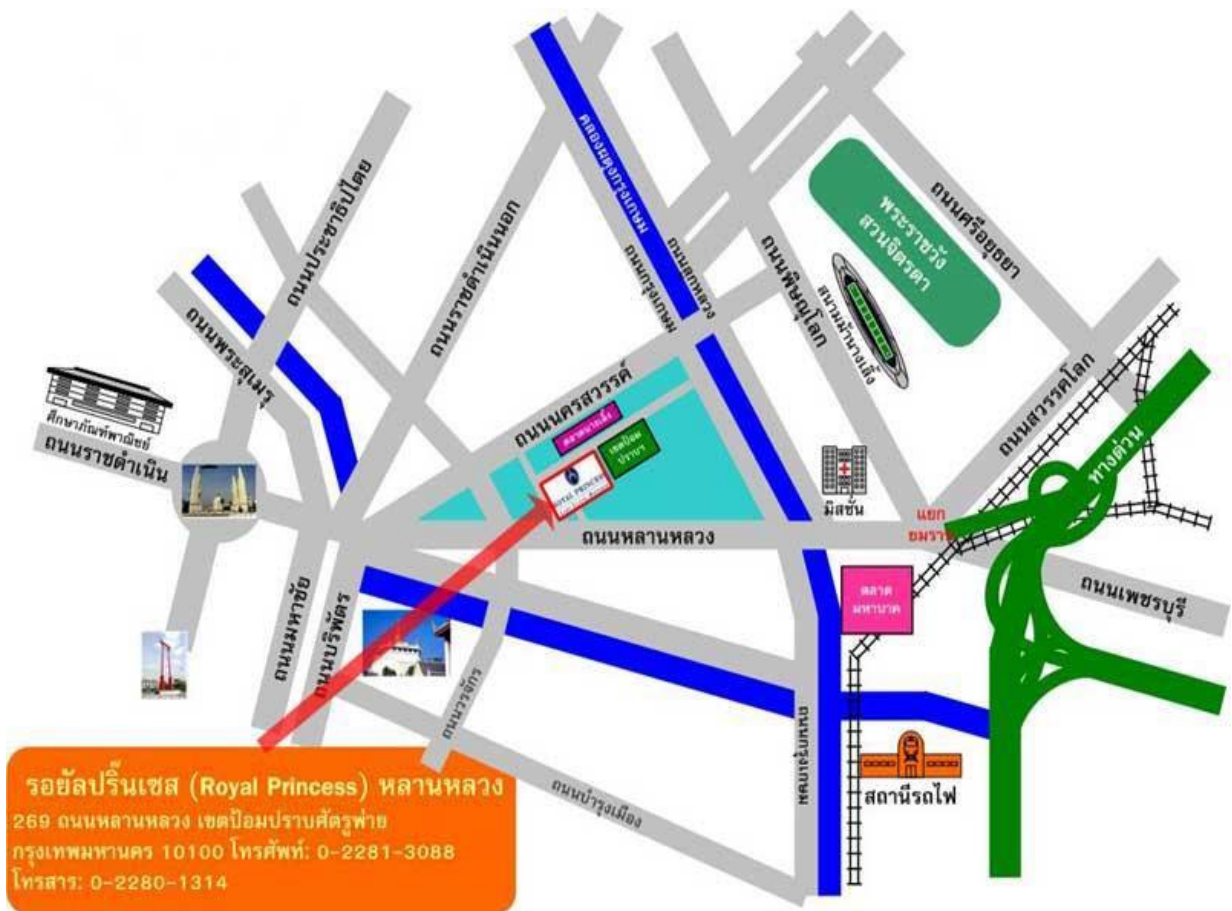 คลองผดุงกรุงเกษม
ถนนประชาธิปไตย
ถนนราชดำเนินนอก
ถนนกรุงเกษม
ถนนลูกหลวง
ถนนพิษณุโลก
ถนนศรีอยุธยา
พระราชวัง
สวนจิตรดา
สนามม้านางเลิ้ง
ถนนพระสุเมรุ
ถนนนครสวรรค์
ถนนสวรรคโลก
ศึกษาภัณฑ์พาณิชย์
ถนนราชดำเนิน
ตลาดนางเลิ้ง
เขตป้อม
ปราบฯ
ROYAL PRINCESS
ทางด่วน
มิสชั่น
แยก
ยมราช
ถนนหลานหลวง
ตลาด
มหานาค
ถนนเพชรบุรี
ถนนมหาชัย
ถนนบริพัตร
ถนนวรจักร
ถนนกรุงเกษม
ถนนบำรุงเมือง
สถานีรถไฟ
รอยัลปริ๊นเซส (Royal Princess) หลานหลวง
269 ถนนหลานหลวง เขตป้อมปราบศัตรูพ่าย
กรุงเทพมหานคร 10100 โทรศัพท์: 0-2281-3088
โทรสาร: 0-2280-1314